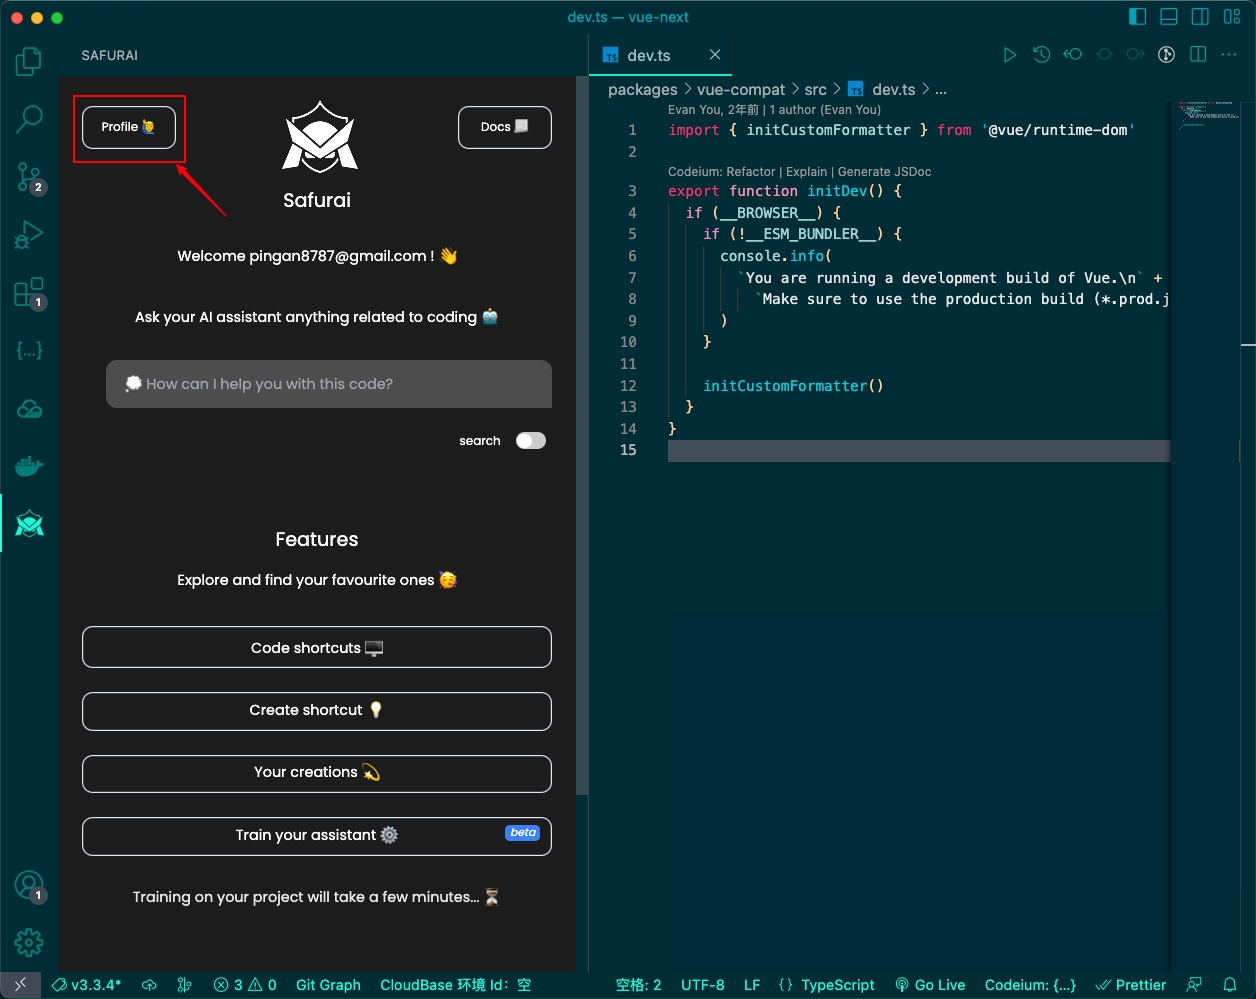 dev.ts — vue-next
SAFURAI
Profile
Docs
Safurai
Welcome pingan8787@gmail.com !
Ask your AI assistant anything related to coding
How can I help you with this code?
search
Features
Explore and find your favourite ones
Code shortcuts
Create shortcut
Your creations
Train your assistant
beta
Training on your project will take a few minutes...
2
1
{...}
1
TS dev.ts
packages > vue-compat > src > TS dev.ts > ...
Evan You, 2年前 | 1 author (Evan You)
1 import { initCustomFormatter } from '@vue/runtime-dom'
2
Codeium: Refactor | Explain | Generate JSDoc
3 export function initDev() {
4 if (__BROWSER__) {
5 if (!__ESM_BUNDLER__) {
6 console.info(
7 `You are running a development build of Vue.\n` +
8 `Make sure to use the production build (*.prod.j
9 )
10 }
11
12 initCustomFormatter()
13 }
14 }
15
v3.3.4* 3 0 Git Graph CloudBase 环境 Id：空 空格: 2 UTF-8 LF {} TypeScript Go Live Codeium: {...} Prettier